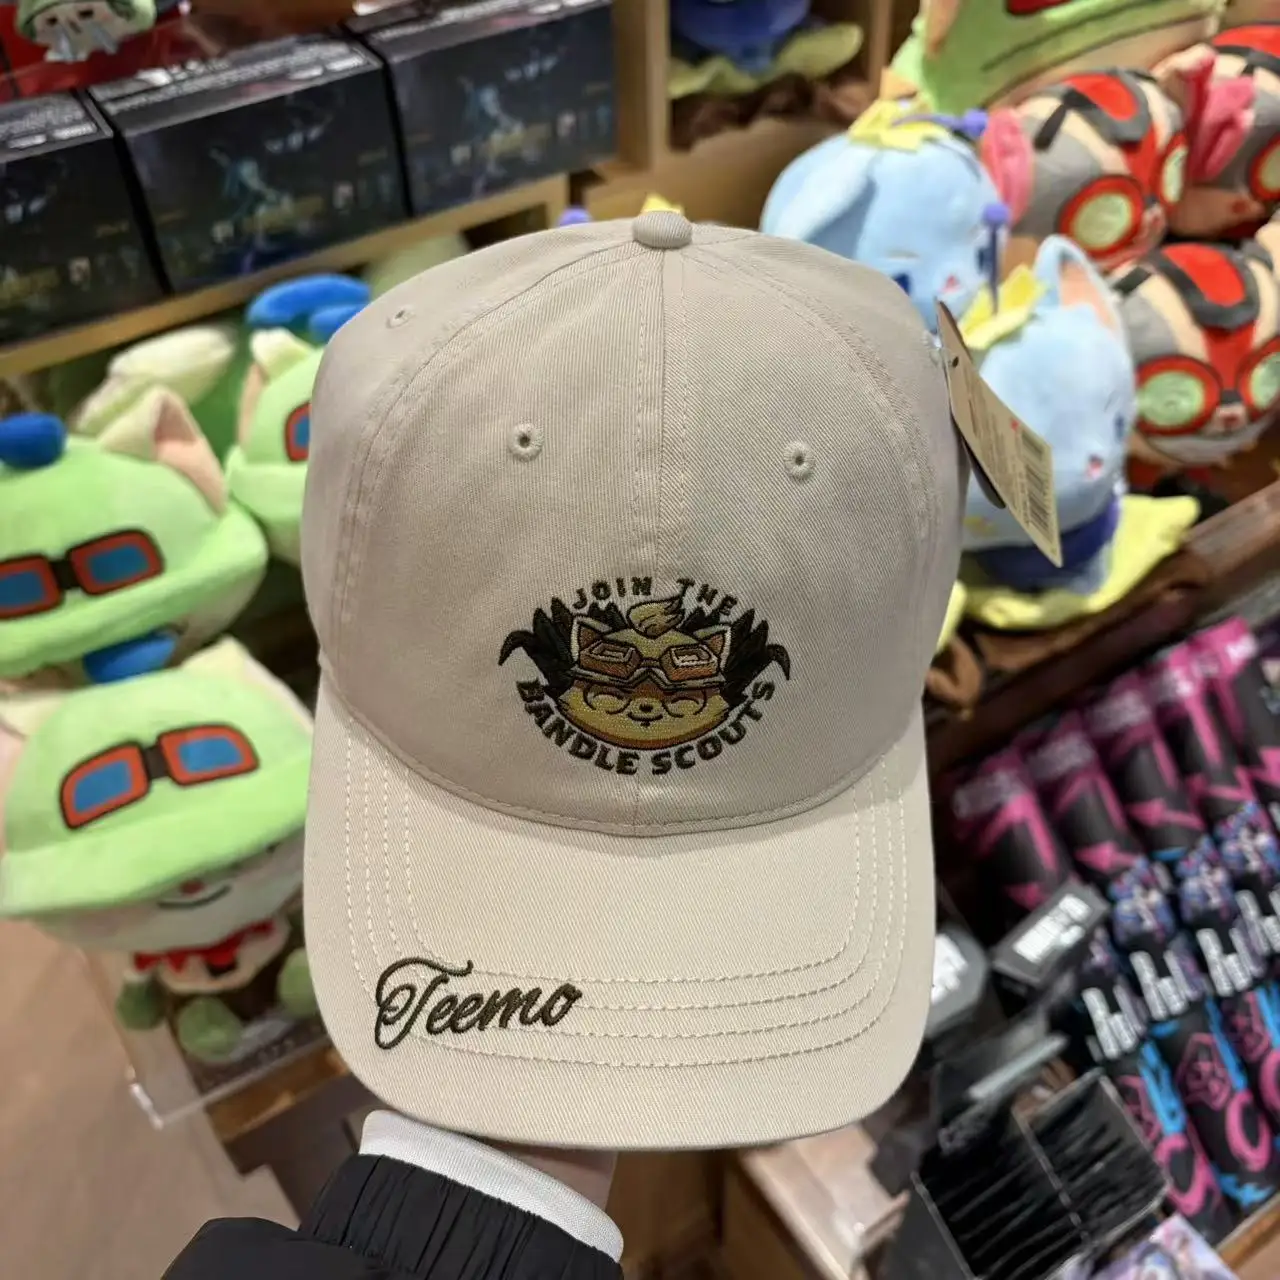 JOIN THE
BANDLE SCOUTS
Teemo